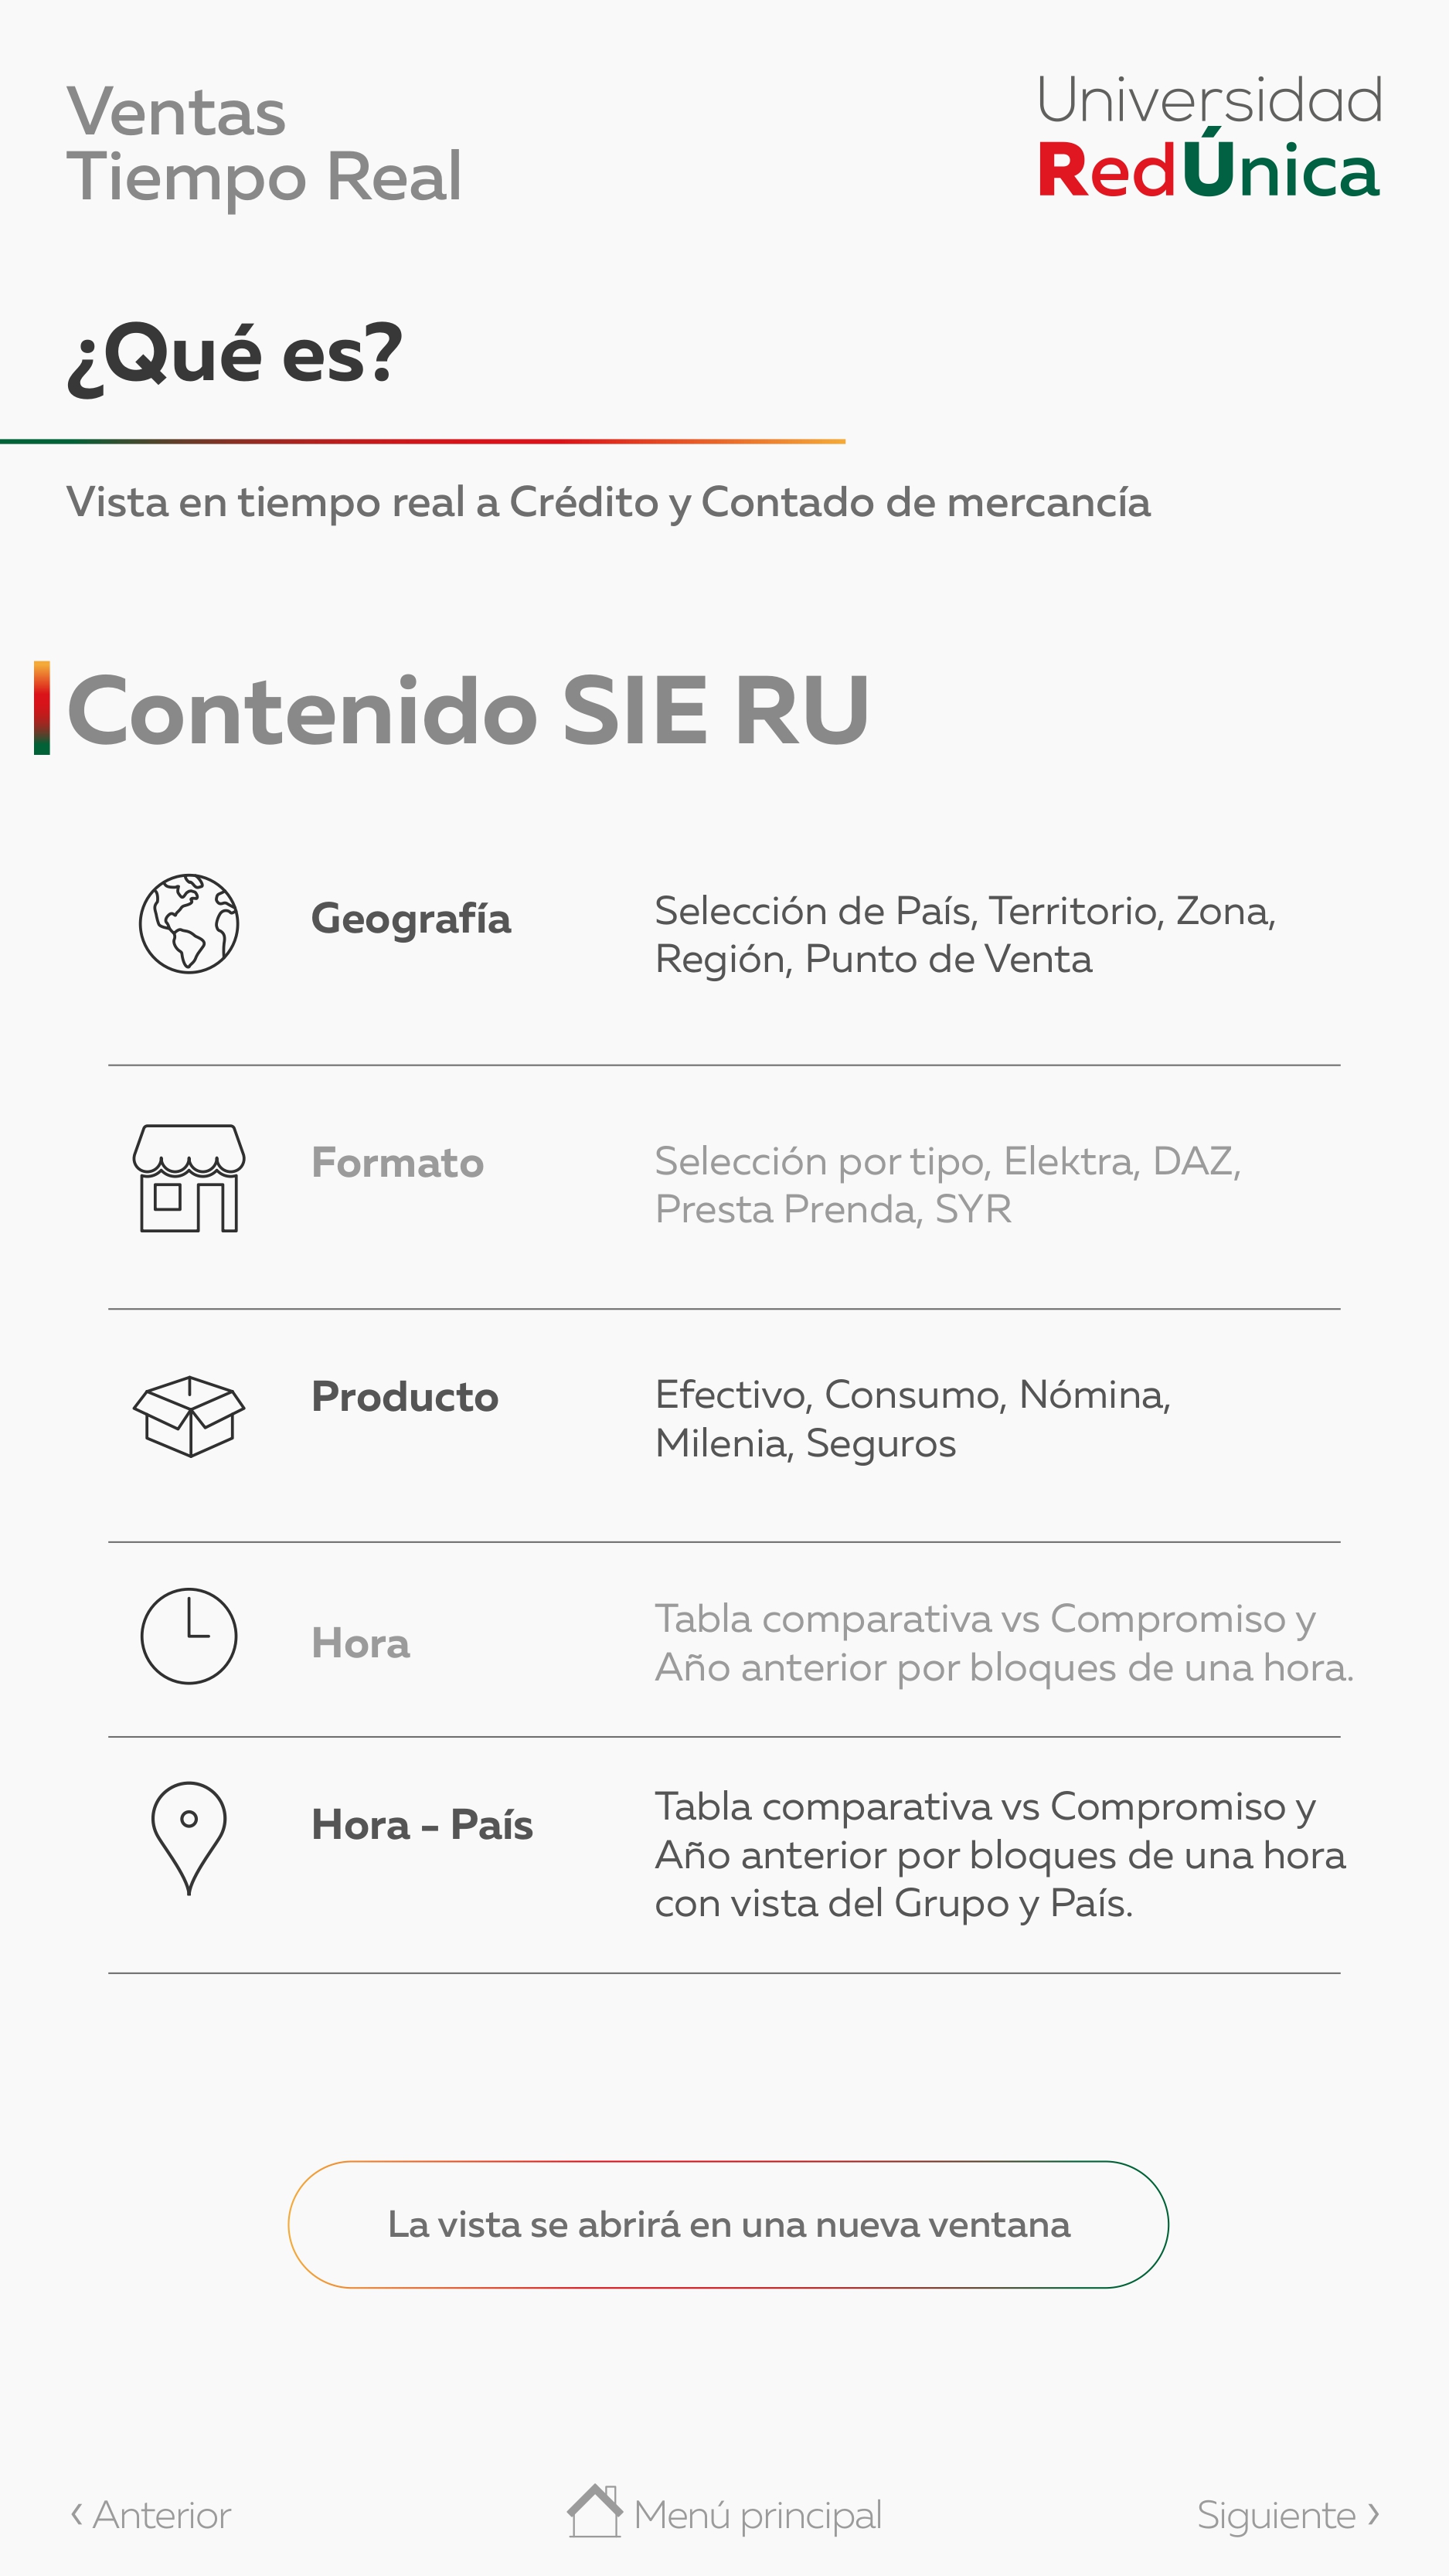 Ventas
Tiempo Real
Universidad
RedÚnica
¿Qué es?
Vista en tiempo real a Crédito y Contado de mercancía
Contenido SIE RU
Geografía
Selección de País, Territorio, Zona,
Región, Punto de Venta
Formato
Selección por tipo, Elektra, DAZ,
Presta Prenda, SYR
Producto
Efectivo, Consumo, Nómina,
Milenia, Seguros
Hora
Tabla comparativa vs Compromiso y
Año anterior por bloques de una hora.
Hora - País
Tabla comparativa vs Compromiso y
Año anterior por bloques de una hora
con vista del Grupo y País.
La vista se abrirá en una nueva ventana
‹ Anterior
Menú principal
Siguiente ›